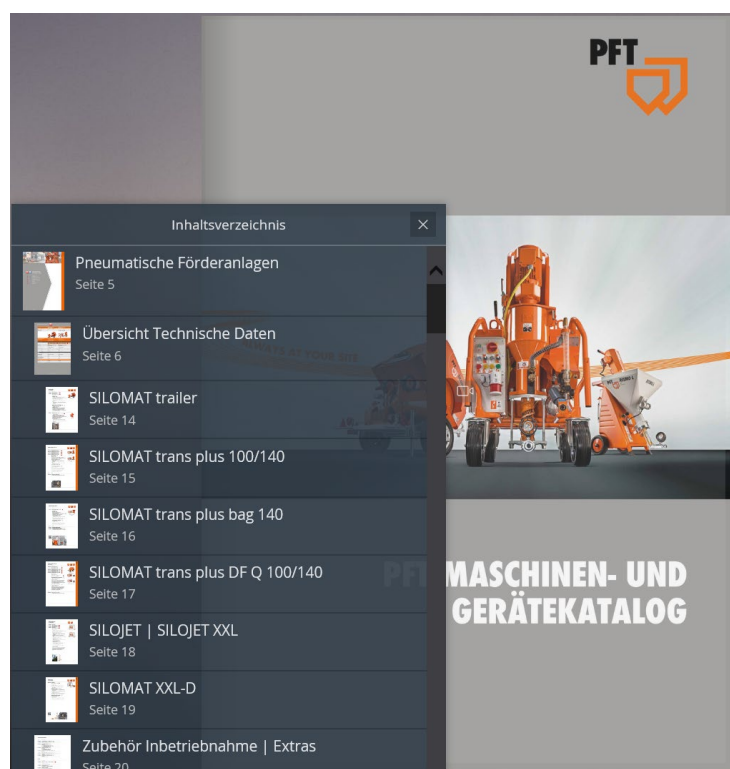 PFT
Inhaltsverzeichnis
Pneumatische Förderanlagen
Seite 5
Übersicht Technische Daten
Seite 6
SILOMAT trailer
Seite 14
SILOMAT trans plus 100/140
Seite 15
SILOMAT trans plus bag 140
Seite 16
SILOMAT trans plus DF Q 100/140
Seite 17
SILOJET | SILOJET XXL
Seite 18
SILOMAT XXL-D
Seite 19
Zubehör Inbetriebnahme | Extras
Seite 20
PFT MASCHINEN- UND
GERÄTEKATALOG